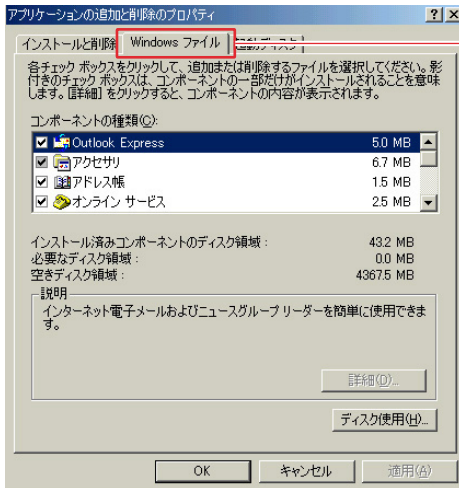 アプリケーションの追加と削除のプロパティ
インストールと削除 Windows ファイル 起動ディスク
各チェック ボックスをクリックして、追加または削除するファイルを選択してください。影
付きのチェック ボックスは、コンポーネントの一部だけがインストールされることを意味
します。[詳細] をクリックすると、コンポーネントの内容が表示されます。
コンポーネントの種類(C):
Outlook Express 5.0 MB
アクセサリ 6.7 MB
アドレス帳 1.5 MB
オンライン サービス 2.5 MB
インストール済みコンポーネントのディスク領域 : 43.2 MB
必要なディスク領域 : 0.0 MB
空きディスク領域 : 4367.5 MB
説明
インターネット電子メールおよびニュースグループ リーダーを簡単に使用できま
す。
詳細(D)...
ディスク使用(H)...
OK キャンセル 適用(A)